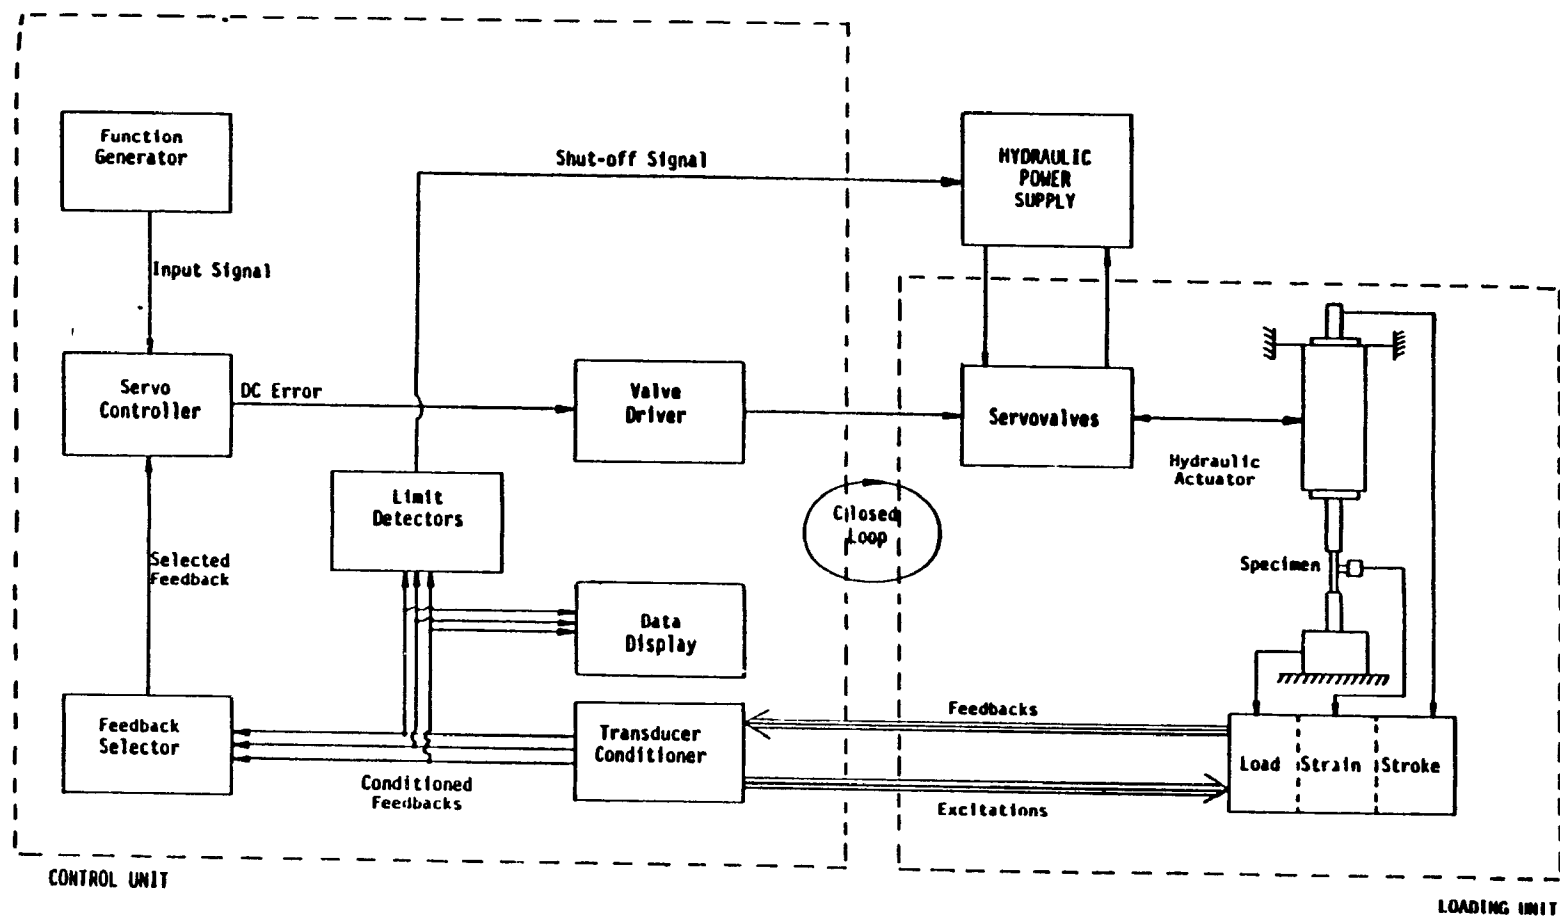 Function
Generator
Shut-off Signal
HYDRAULIC
POWER
SUPPLY
Input Signal
Servo
Controller
DC Error
Valve
Driver
Servovalves
Hydraulic
Actuator
Limit
Detectors
Cilosed
Loop
Selected
Feedback
Specimen
Data
Display
Feedback
Selector
Transducer
Conditioner
Feedbacks
Load
Strain
Stroke
Conditioned
Feedbacks
Excitations
CONTROL UNIT
LOADING UNIT